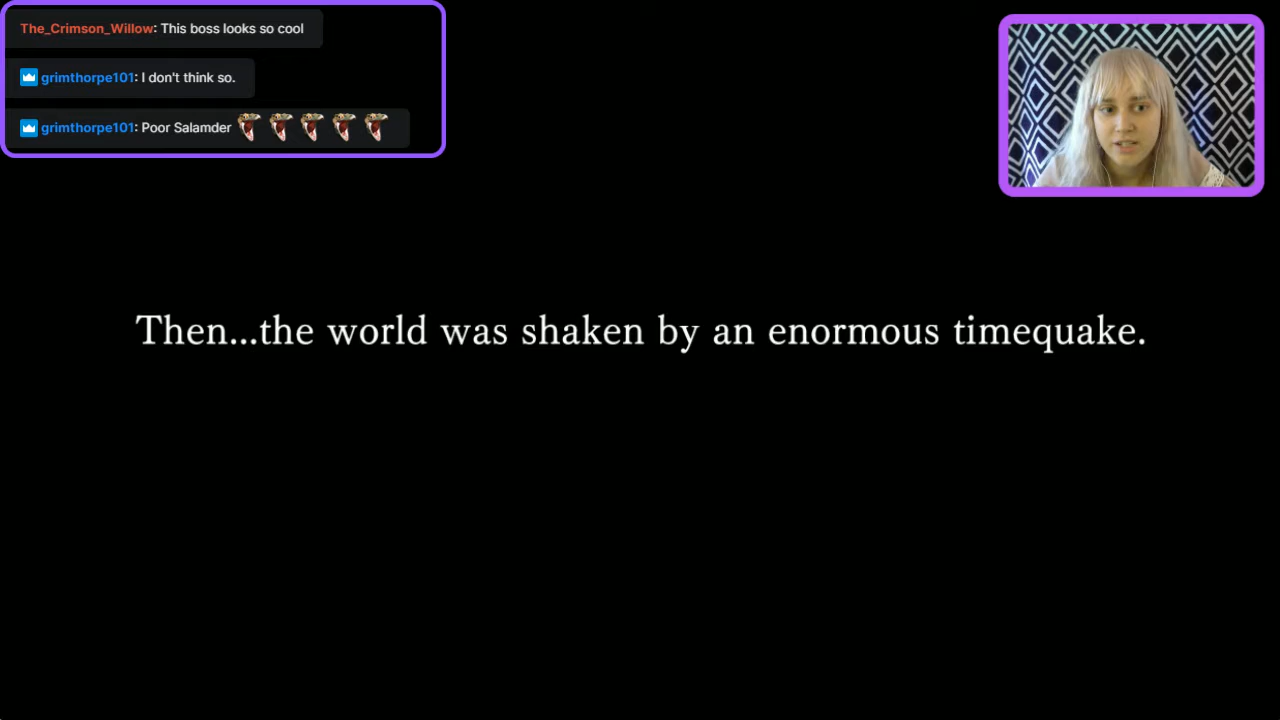 The_Crimson_Willow: This boss looks so cool
grimthorpe101: I don't think so.
grimthorpe101: Poor Salamder
Then...the world was shaken by an enormous timequake.